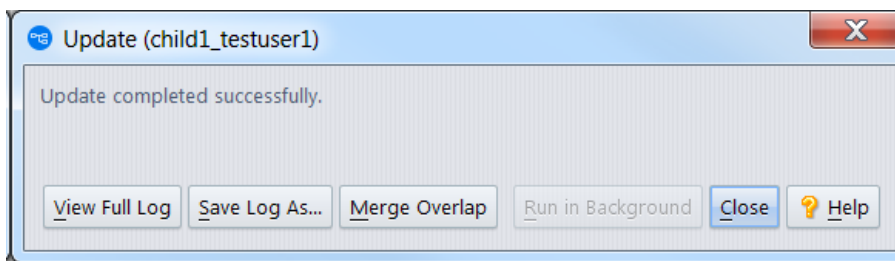 Update (child1_testuser1)
Update completed successfully.
View Full Log Save Log As... Merge Overlap Run in Background Close Help